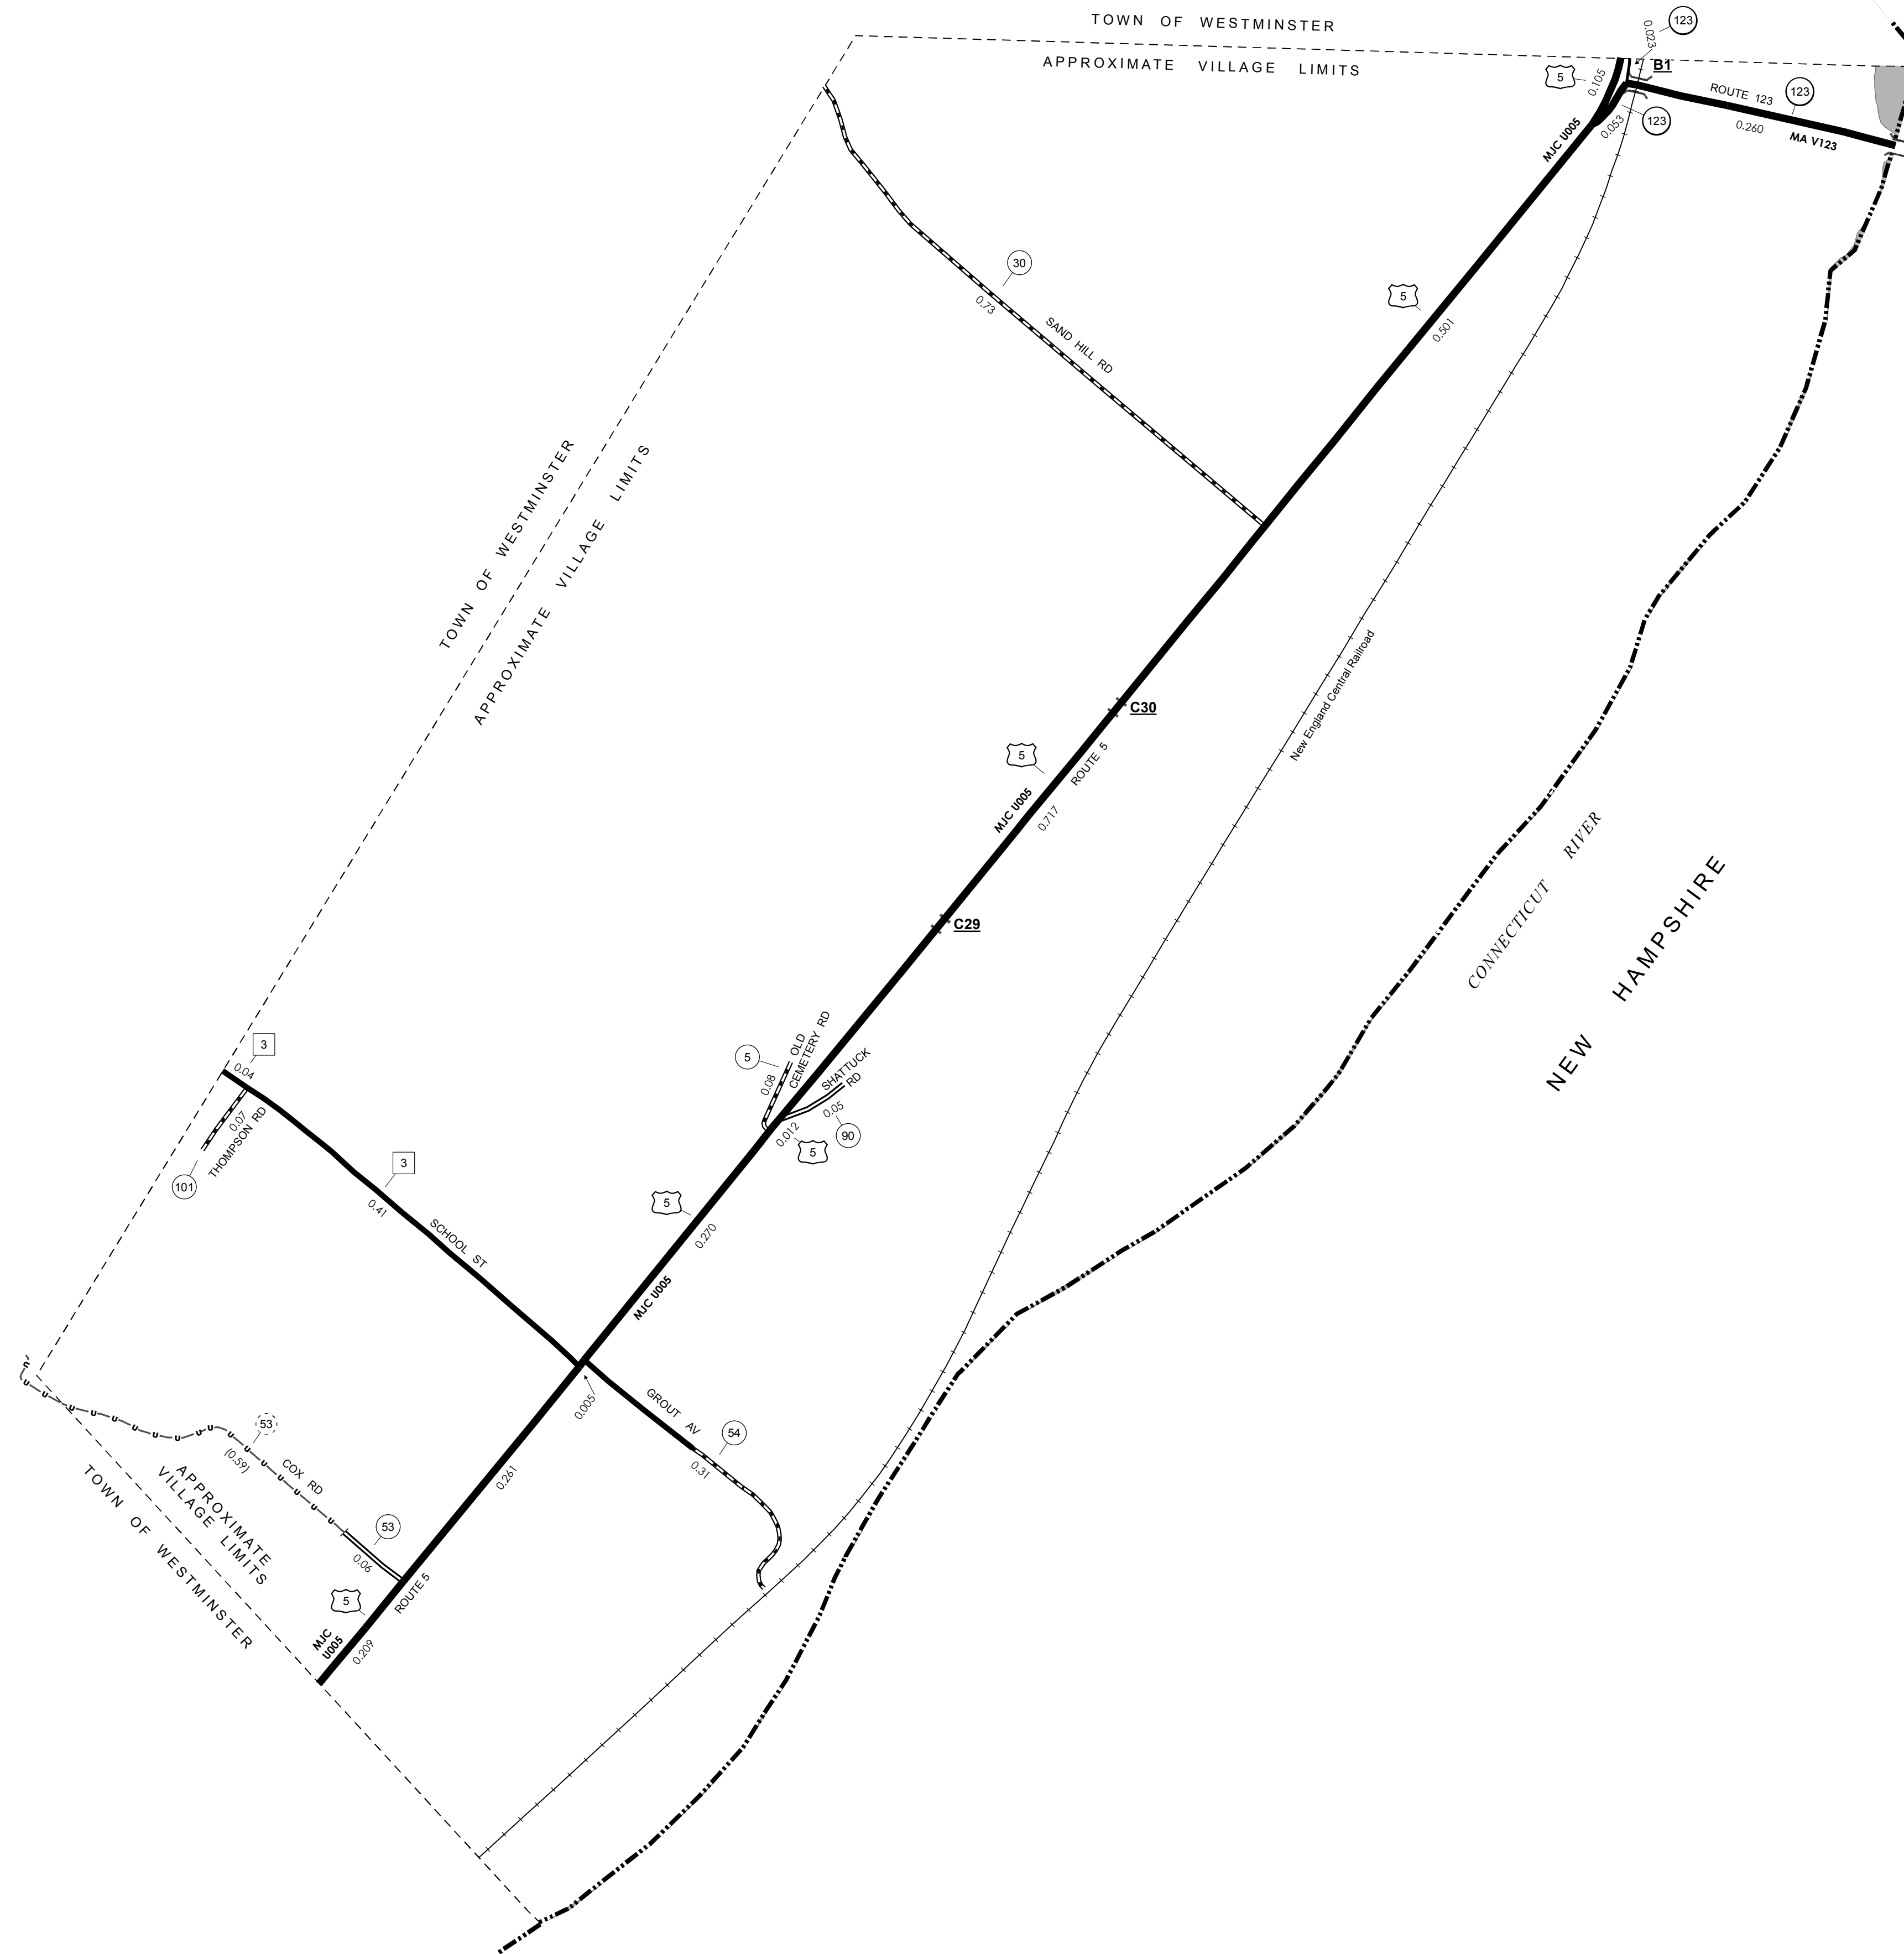 TOWN OF WESTMINSTER
APPROXIMATE VILLAGE LIMITS
123
0.023
B1
5
0.105
ROUTE 123
123
0.260
MA V123
0.053
123
MJC U005
30
0.73
SAND HILL RD
5
0.501
TOWN OF WESTMINSTER
APPROXIMATE VILLAGE LIMITS
New England Central Railroad
C30
5
ROUTE 5
MJC U005
0.717
CONNECTICUT RIVER
NEW HAMPSHIRE
C29
3
0.04
0.07
THOMPSON RD
101
5
OLD
CEMETERY RD
0.08
SHATTUCK
RD
0.05
90
0.012
5
3
0.41
SCHOOL ST
5
0.270
MJC U005
0.005
GROUT AV
54
0.31
53
(0.59)
COX RD
0.261
APPROXIMATE
VILLAGE LIMITS
TOWN OF WESTMINSTER
53
0.06
5
ROUTE 5
MJC
U005
0.209